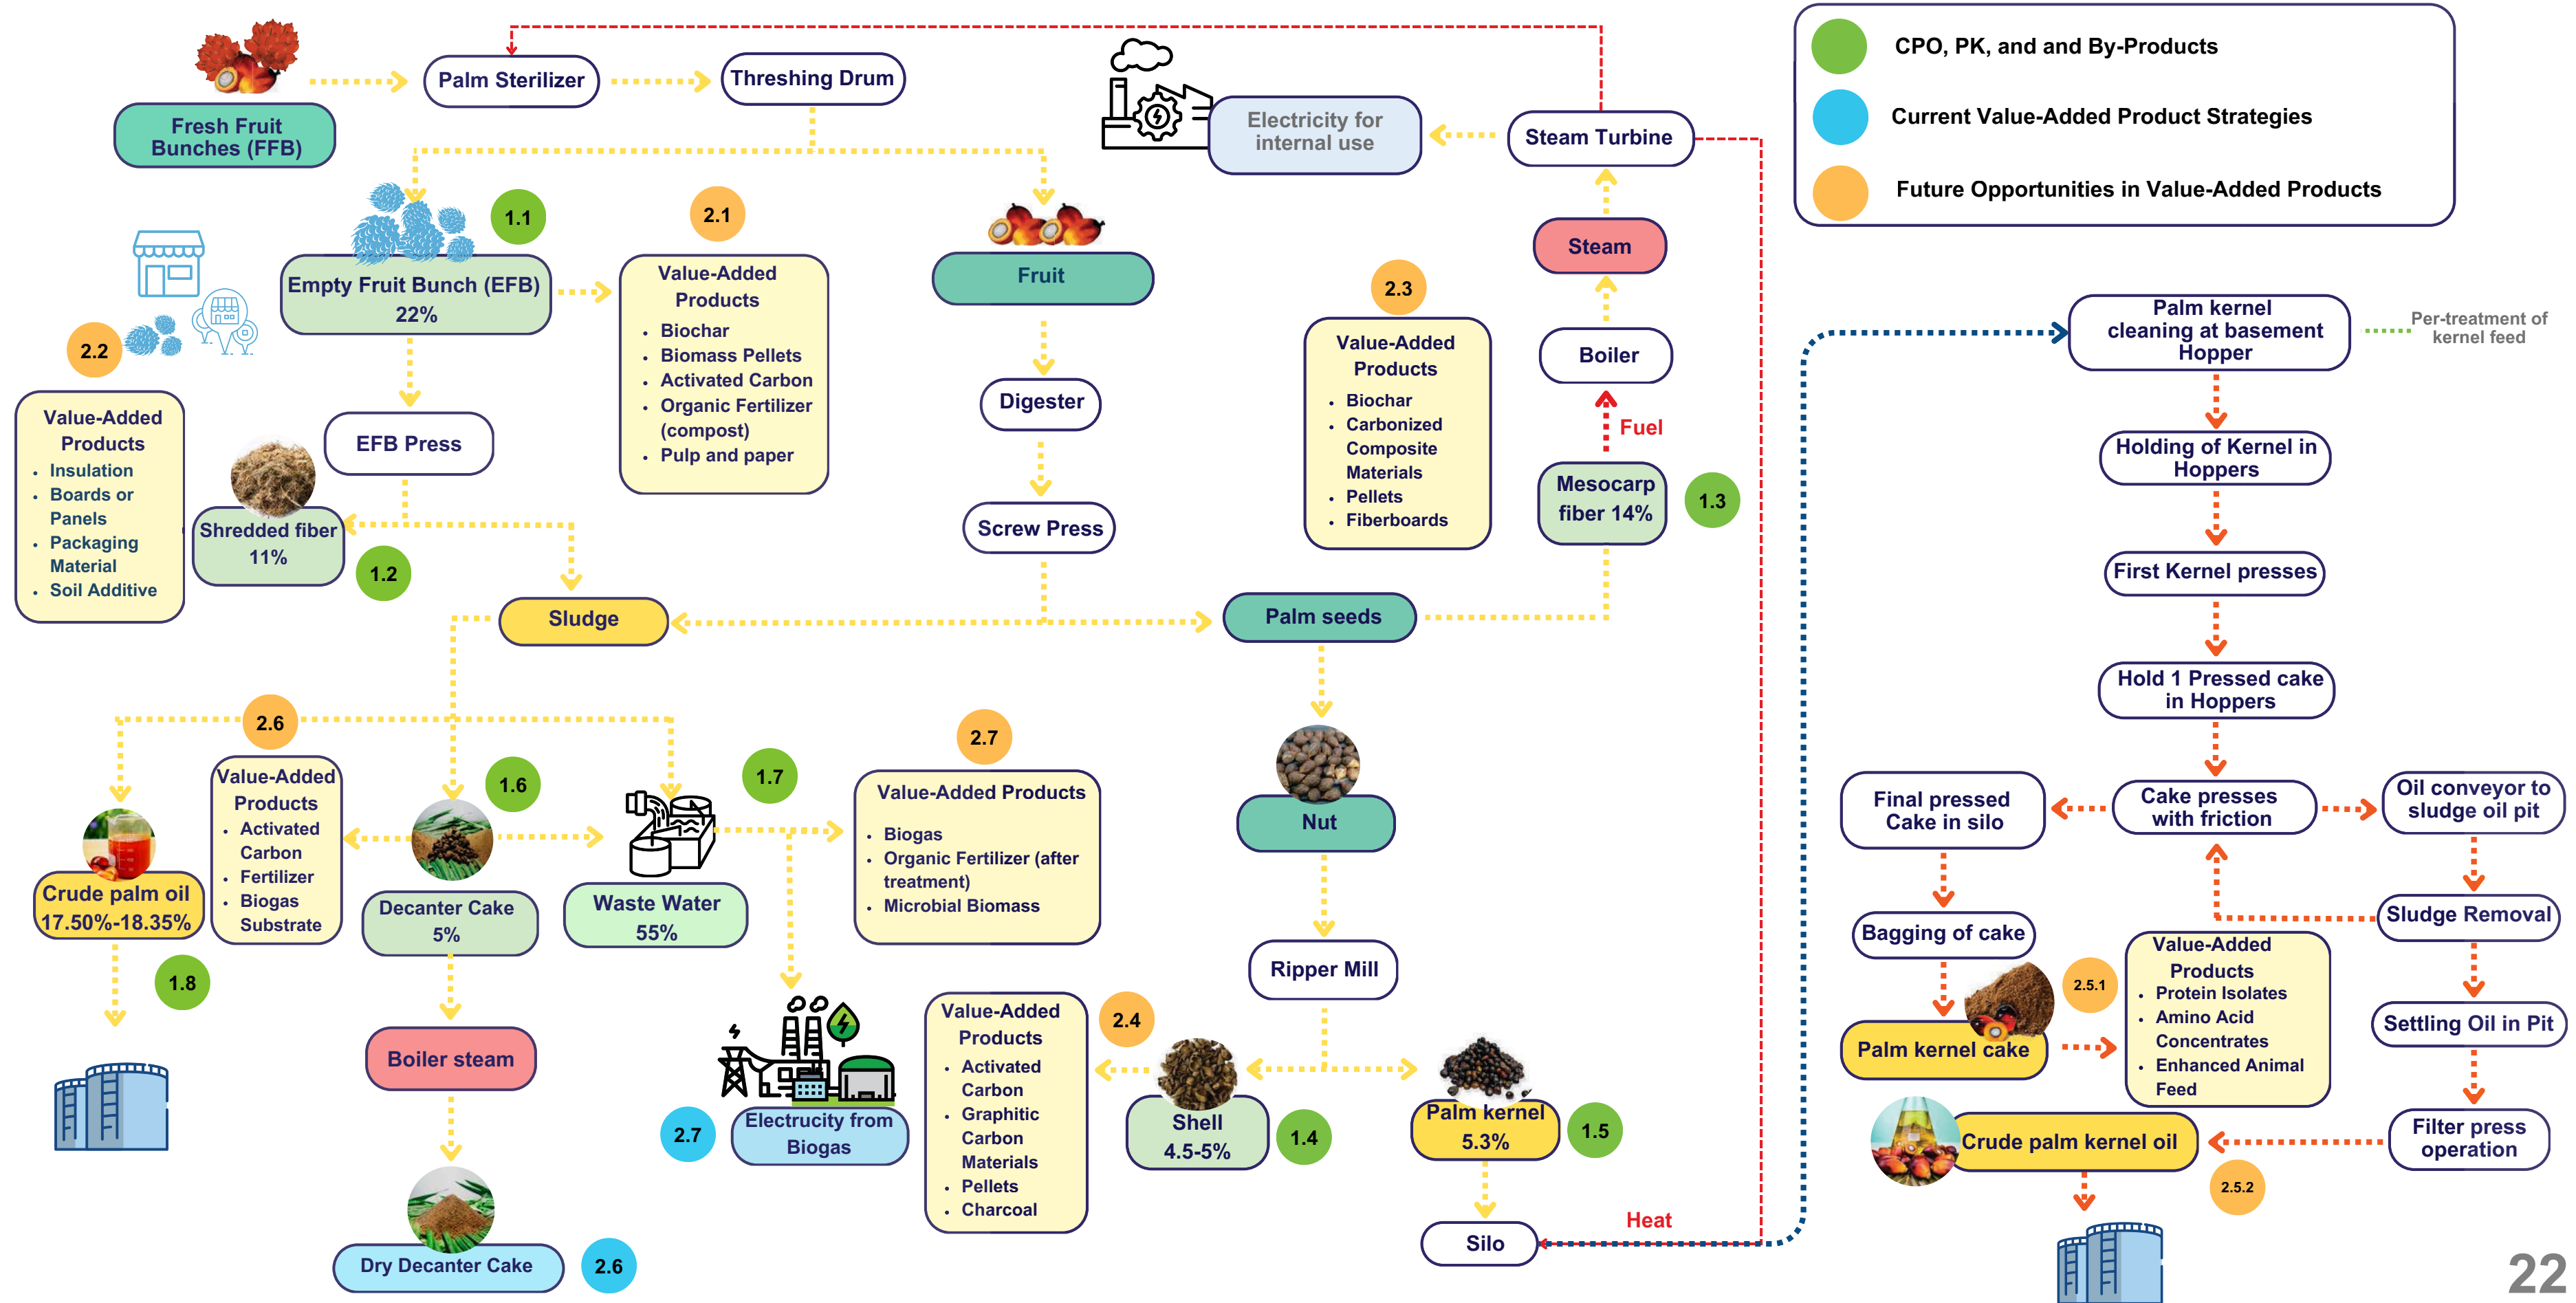 Fresh Fruit
Bunches (FFB)
Palm Sterilizer
Threshing Drum
Electricity for
internal use
Steam Turbine
CPO, PK, and and By-Products
Current Value-Added Product Strategies
Future Opportunities in Value-Added Products
1.1
Empty Fruit Bunch (EFB)
22%
2.1
Value-Added
Products
• Biochar
• Biomass Pellets
• Activated Carbon
• Organic Fertilizer
(compost)
• Pulp and paper
Fruit
Steam
2.3
Value-Added
Products
• Biochar
• Carbonized
Composite
Materials
• Pellets
• Fiberboards
Boiler
Fuel
Mesocarp
fiber 14%
1.3
2.2
Value-Added
Products
• Insulation
• Boards or
Panels
• Packaging
Material
• Soil Additive
EFB Press
Shredded fiber
11%
1.2
Digester
Screw Press
Sludge
Palm seeds
2.6
Value-Added
Products
• Activated
Carbon
• Fertilizer
• Biogas
Substrate
1.6
1.7
2.7
Value-Added Products
• Biogas
• Organic Fertilizer (after
treatment)
• Microbial Biomass
Nut
Crude palm oil
17.50%-18.35%
1.8
Decanter Cake
5%
Waste Water
55%
Ripper Mill
Boiler steam
2.7
Electrucity from
Biogas
Value-Added
Products
• Activated
Carbon
• Graphitic
Carbon
Materials
• Pellets
• Charcoal
2.4
Shell
4.5-5%
1.4
Palm kernel
5.3%
1.5
Dry Decanter Cake
2.6
Silo
Heat
Palm kernel
cleaning at basement
Hopper
Per-treatment of
kernel feed
Holding of Kernel in
Hoppers
First Kernel presses
Hold 1 Pressed cake
in Hoppers
Final pressed
Cake in silo
Cake presses
with friction
Oil conveyor to
sludge oil pit
Bagging of cake
Sludge Removal
Value-Added
Products
• Protein Isolates
• Amino Acid
Concentrates
• Enhanced Animal
Feed
2.5.1
Palm kernel cake
Settling Oil in Pit
Crude palm kernel oil
Filter press
operation
2.5.2
22